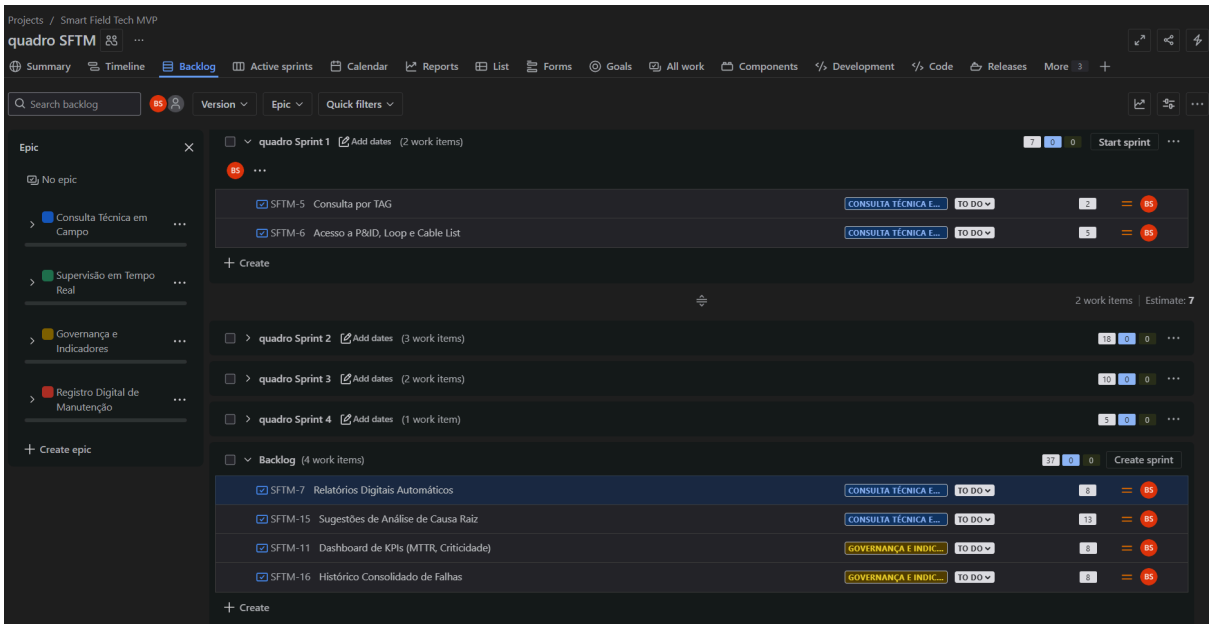 Projects / Smart Field Tech MVP
quadro SFTM
Summary Timeline Backlog Active sprints Calendar Reports List Forms Goals All work Components Development Code Releases More 3
Search backlog BS Version Epic Quick filters
Epic
No epic
Consulta Técnica em
Campo
Supervisão em Tempo
Real
Governança e
Indicadores
Registro Digital de
Manutenção
+ Create epic
quadro Sprint 1 Add dates (2 work items) 7 0 0 Start sprint
BS
SFTM-5 Consulta por TAG CONSULTA TÉCNICA E... TO DO 2 BS
SFTM-6 Acesso a P&ID, Loop e Cable List CONSULTA TÉCNICA E... TO DO 5 BS
+ Create
2 work items | Estimate: 7
quadro Sprint 2 Add dates (3 work items) 18 0 0
quadro Sprint 3 Add dates (2 work items) 10 0 0
quadro Sprint 4 Add dates (1 work item) 5 0 0
Backlog (4 work items) 37 0 0 Create sprint
SFTM-7 Relatórios Digitais Automáticos CONSULTA TÉCNICA E... TO DO 8 BS
SFTM-15 Sugestões de Análise de Causa Raiz CONSULTA TÉCNICA E... TO DO 13 BS
SFTM-11 Dashboard de KPIs (MTTR, Criticidade) GOVERNANÇA E INDIC... TO DO 8 BS
SFTM-16 Histórico Consolidado de Falhas GOVERNANÇA E INDIC... TO DO 8 BS
+ Create